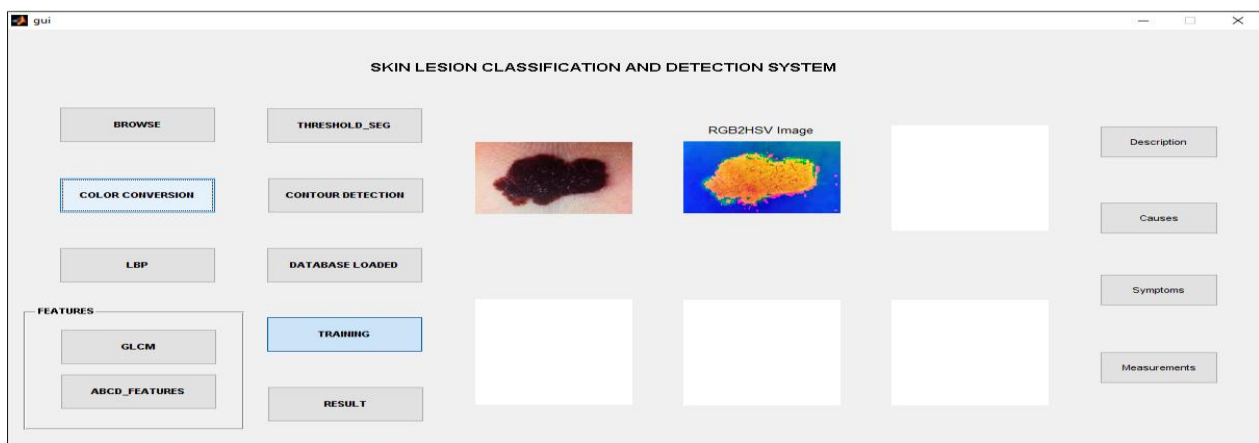 gui
SKIN LESION CLASSIFICATION AND DETECTION SYSTEM
BROWSE
THRESHOLD_SEG
RGB2HSV Image
Description
COLOR CONVERSION
CONTOUR DETECTION
Causes
LBP
DATABASE LOADED
Symptoms
FEATURES
GLCM
TRAINING
Measurements
ABCD_FEATURES
RESULT